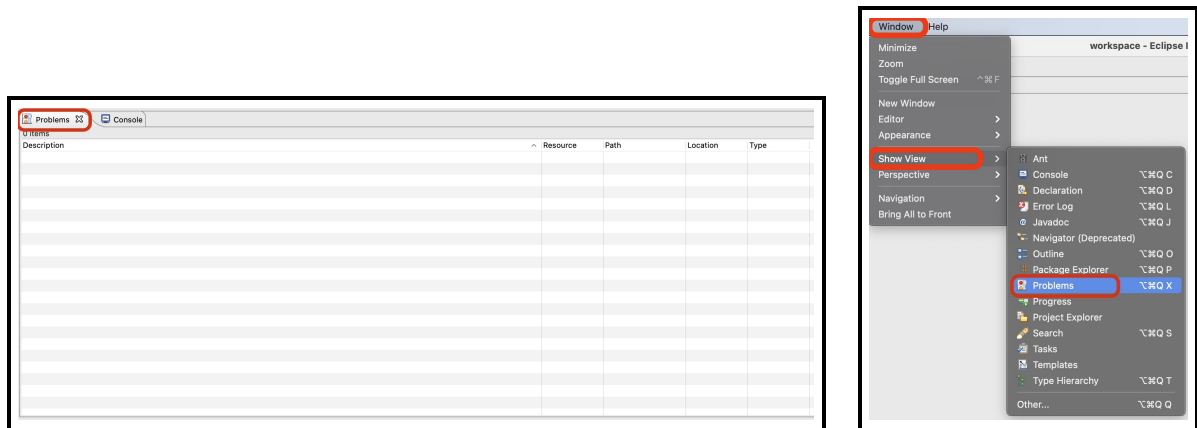 Problems Console
0 items
Description Resource Path Location Type
Window Help
Minimize
workspace - Eclipse I
Zoom
Toggle Full Screen ^⌘F
New Window
Editor
Appearance
Show View
Perspective
Navigation
Bring All to Front
Ant
Console ⌥⌘Q C
Declaration ⌥⌘Q D
Error Log ⌥⌘Q L
Javadoc ⌥⌘Q J
Navigator (Deprecated)
Outline ⌥⌘Q O
Package Explorer ⌥⌘Q P
Problems ⌥⌘Q X
Progress
Project Explorer
Search ⌥⌘Q S
Tasks
Templates
Type Hierarchy ⌥⌘Q T
Other... ⌥⌘Q Q